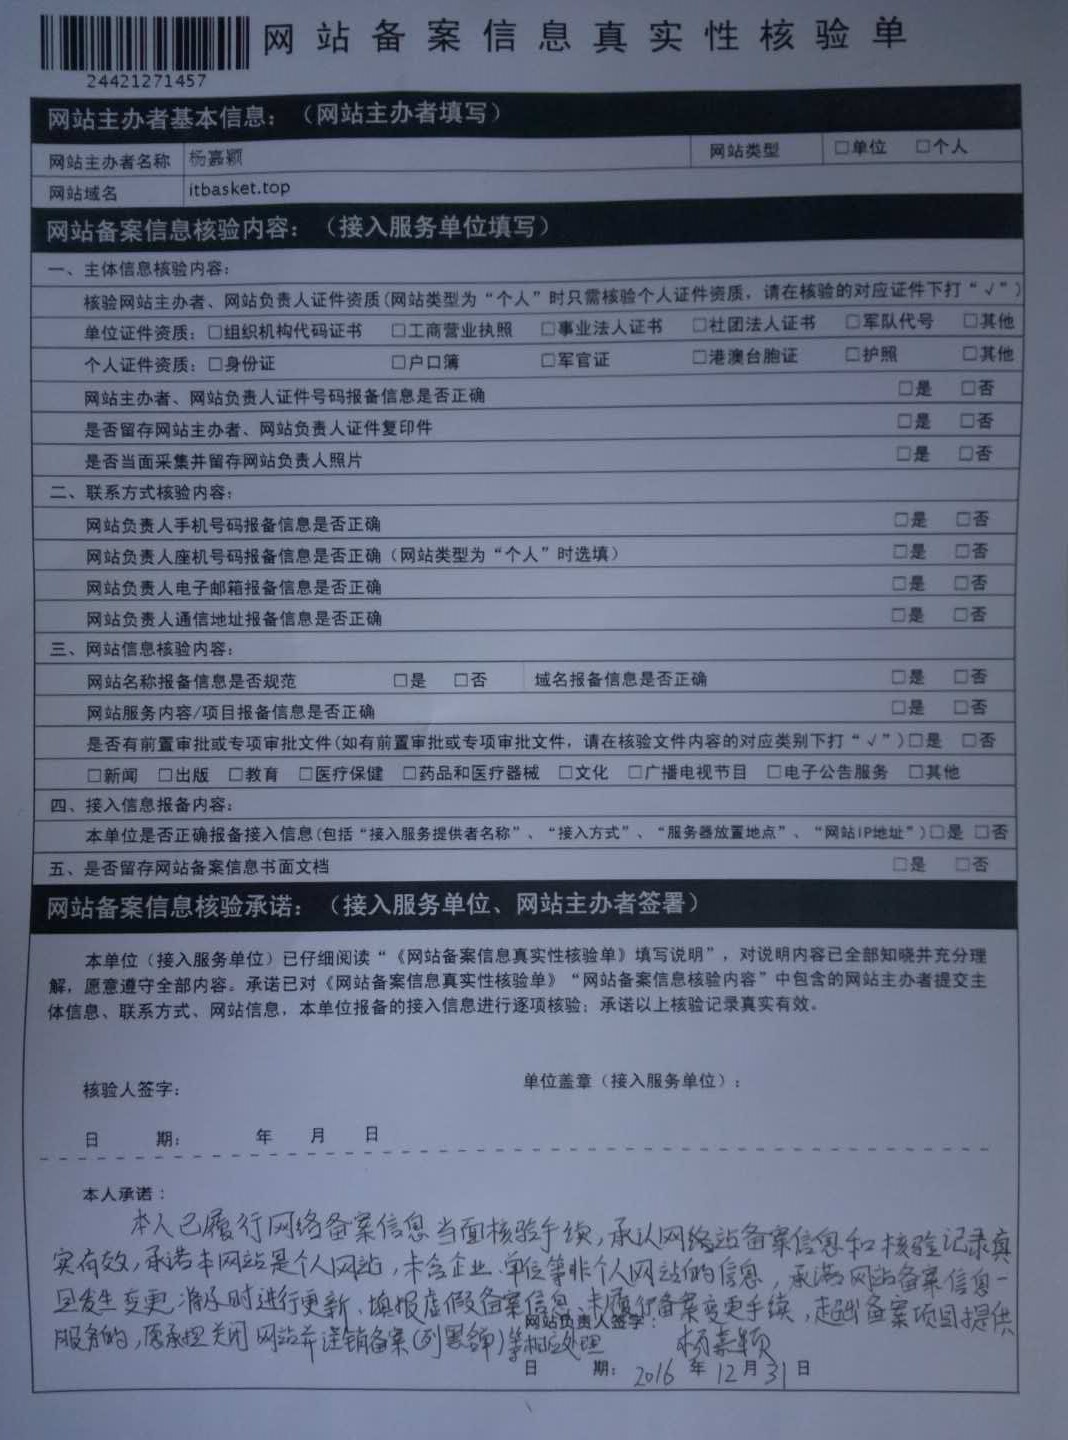 网站备案信息真实性核验单
24421271457
网站主办者基本信息：（网站主办者填写）
网站主办者名称 杨嘉颖 网站类型 □单位 □个人
网站域名 itbasket.top
网站备案信息核验内容：（接入服务单位填写）
一、主体信息核验内容：
核验网站主办者、网站负责人证件资质(网站类型为“个人”时只需核验个人证件资质，请在核验的对应证件下打“√”)
单位证件资质：□组织机构代码证书 □工商营业执照 □事业法人证书 □社团法人证书 □军队代号 □其他
个人证件资质：□身份证 □户口簿 □军官证 □港澳台胞证 □护照 □其他
网站主办者、网站负责人证件号码报备信息是否正确 □是 □否
是否留存网站主办者、网站负责人证件复印件 □是 □否
是否当面采集并留存网站负责人照片 □是 □否
二、联系方式核验内容：
网站负责人手机号码报备信息是否正确 □是 □否
网站负责人座机号码报备信息是否正确（网站类型为“个人”时选填） □是 □否
网站负责人电子邮箱报备信息是否正确 □是 □否
网站负责人通信地址报备信息是否正确 □是 □否
三、网站信息核验内容：
网站名称报备信息是否规范 □是 □否 域名报备信息是否正确 □是 □否
网站服务内容/项目报备信息是否正确 □是 □否
是否有前置审批或专项审批文件(如有前置审批或专项审批文件，请在核验文件内容的对应类别下打“√”)□是 □否
□新闻 □出版 □教育 □医疗保健 □药品和医疗器械 □文化 □广播电视节目 □电子公告服务 □其他
四、接入信息报备内容：
本单位是否正确报备接入信息(包括“接入服务提供者名称”、“接入方式”、“服务器放置地点”、“网站IP地址”)□是 □否
五、是否留存网站备案信息书面文档 □是 □否
网站备案信息核验承诺：（接入服务单位、网站主办者签署）
本单位（接入服务单位）已仔细阅读“《网站备案信息真实性核验单》填写说明”，对说明内容已全部知晓并充分理
解，愿意遵守全部内容。承诺已对《网站备案信息真实性核验单》“网站备案信息核验内容”中包含的网站主办者提交主
体信息、联系方式、网站信息，本单位报备的接入信息进行逐项核验；承诺以上核验记录真实有效。
核验人签字： 单位盖章（接入服务单位）：
日 期： 年 月 日
本人承诺：
本人已履行网络备案信息当面核验手续，承认网络站备案信息和核验记录真
实有效，承诺本网站是个人网站，未含企业、单位等非个人网站的信息，承满网站备案信息一
旦发生变更，将及时进行更新、填报虚假备案信息、未履行备案变更手续，超出备案项目提供
服务的，愿承担关闭网站并注销备案(列黑名单)等相应处理
网站负责人签字： 杨嘉颖
日 期： 2016 年 12 月 31 日